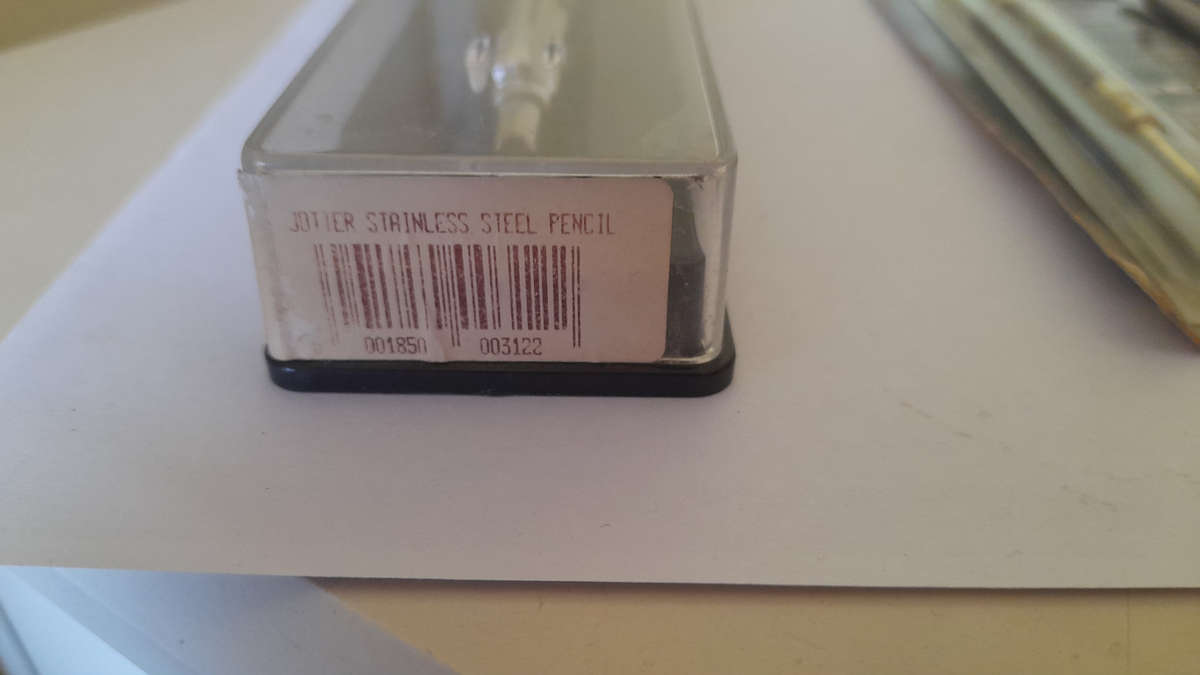 JOTTER STAINLESS STEEL PENCIL
001850 003122